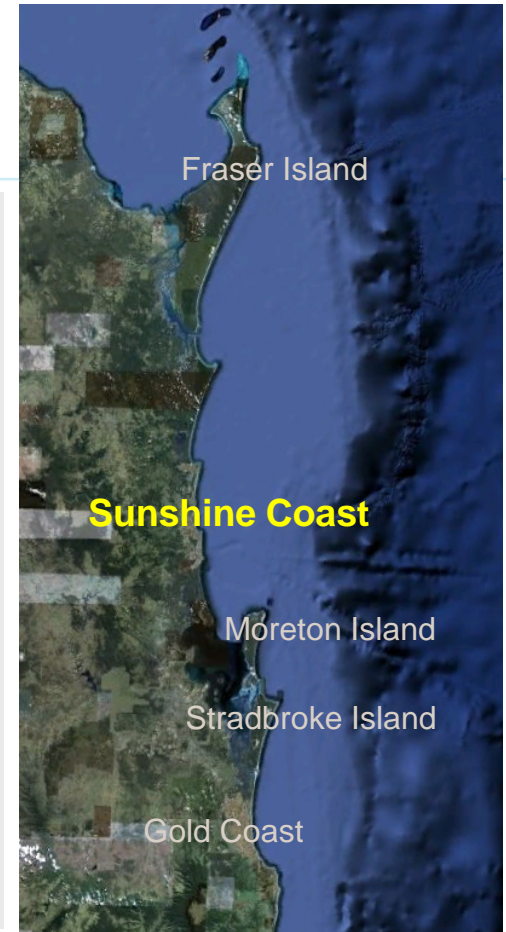 Fraser Island
Sunshine Coast
Moreton Island
Stradbroke Island
Gold Coast